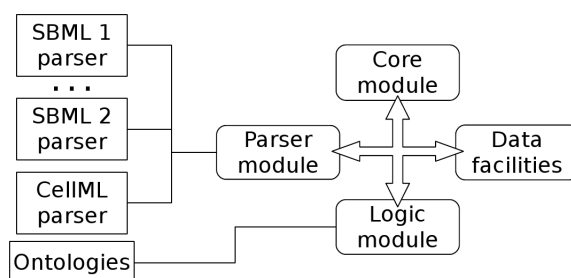 SBML 1
parser
...
SBML 2
parser
CellML
parser
Ontologies
Parser
module
Core
module
Data
facilities
Logic
module